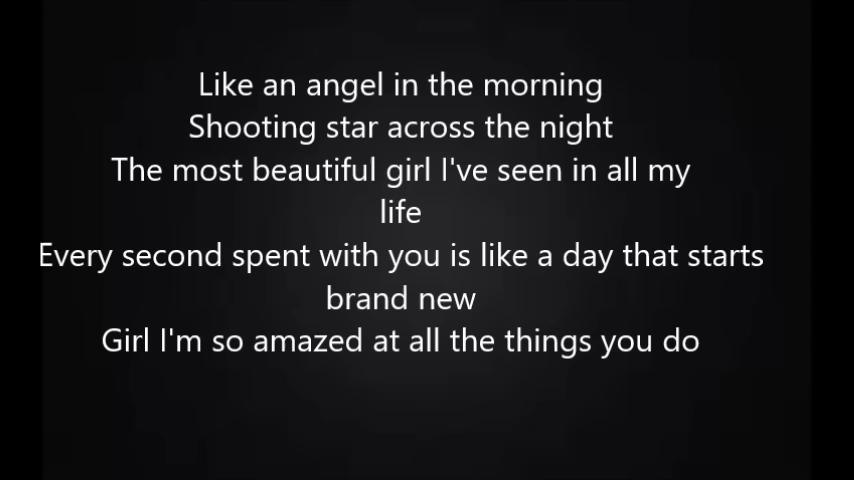 Like an angel in the morning
Shooting star across the night
The most beautiful girl I've seen in all my
life
Every second spent with you is like a day that starts
brand new
Girl I'm so amazed at all the things you do